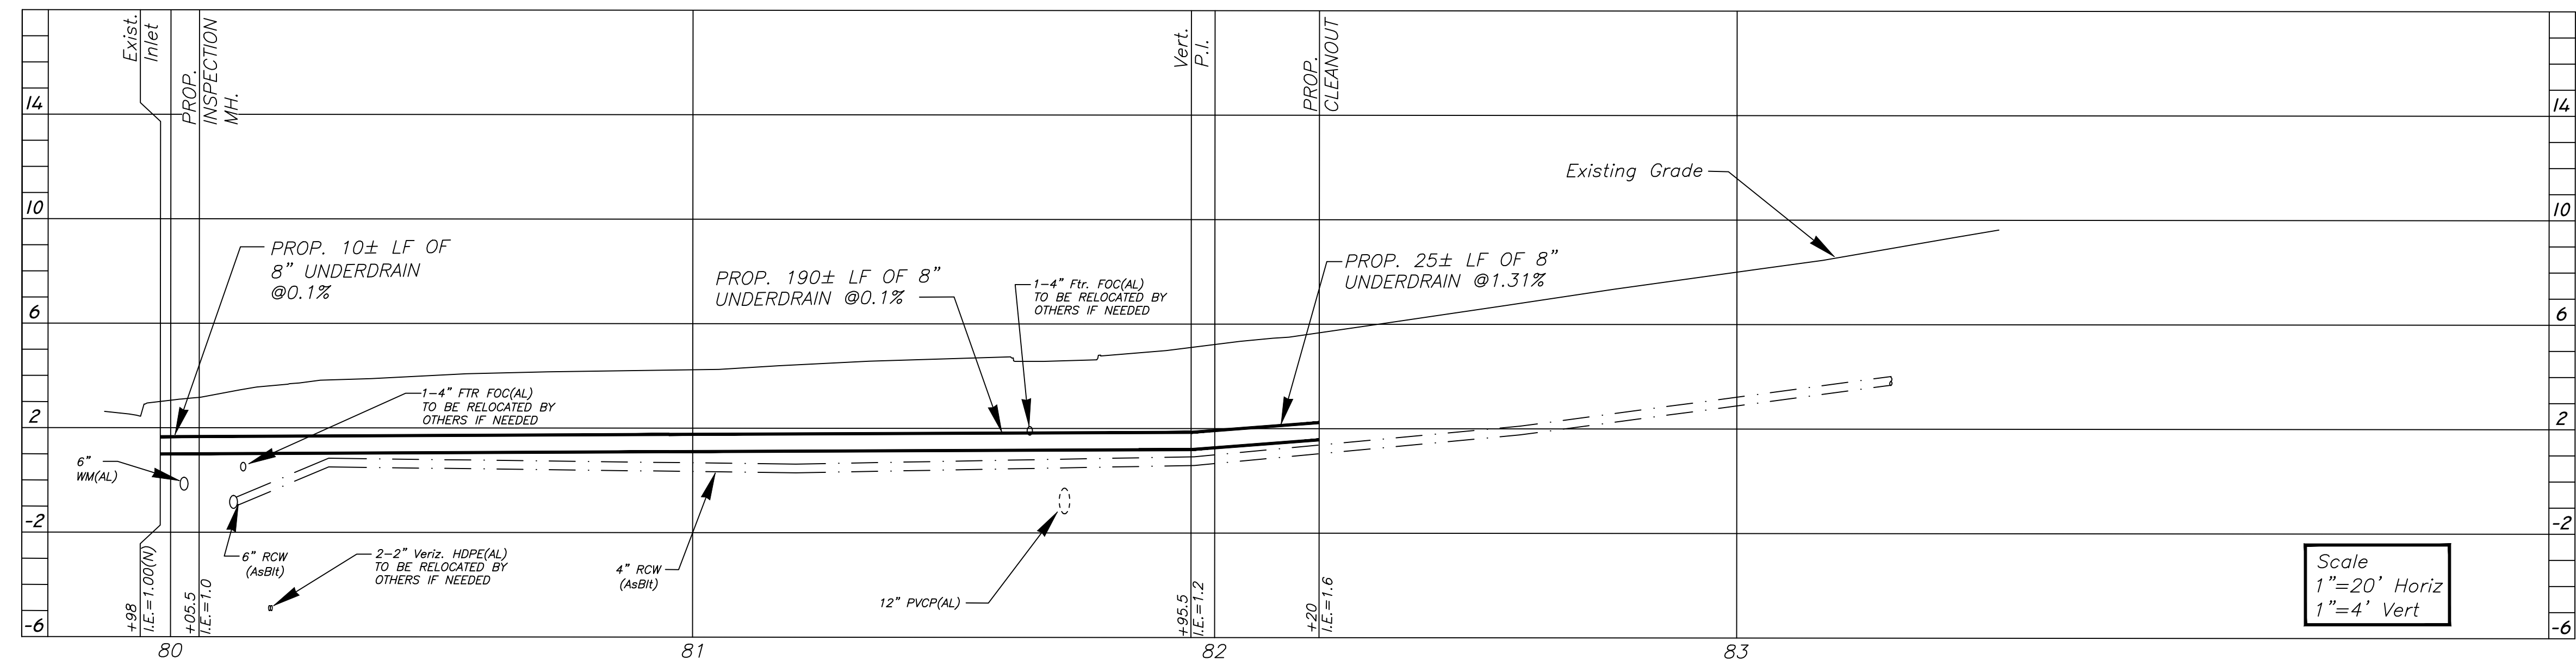 Exist.
Inlet
PROP.
INSPECTION
MH.
Vert.
P.I.
PROP.
CLEANOUT
14
14
10
10
6
6
2
2
-2
-2
-6
-6
Existing Grade
PROP. 10± LF OF
8" UNDERDRAIN
@0.1%
PROP. 190± LF OF 8"
UNDERDRAIN @0.1%
1-4" Ftr. FOC(AL)
TO BE RELOCATED BY
OTHERS IF NEEDED
PROP. 25± LF OF 8"
UNDERDRAIN @1.31%
1-4" FTR FOC(AL)
TO BE RELOCATED BY
OTHERS IF NEEDED
6"
WM(AL)
6" RCW
(AsBlt)
2-2" Veriz. HDPE(AL)
TO BE RELOCATED BY
OTHERS IF NEEDED
4" RCW
(AsBlt)
12" PVCP(AL)
+98
I.E.=1.00(N)
+05.5
I.E.=1.0
+95.5
I.E.=1.2
+20
I.E.=1.6
Scale
1"=20' Horiz
1"=4' Vert
80
81
82
83